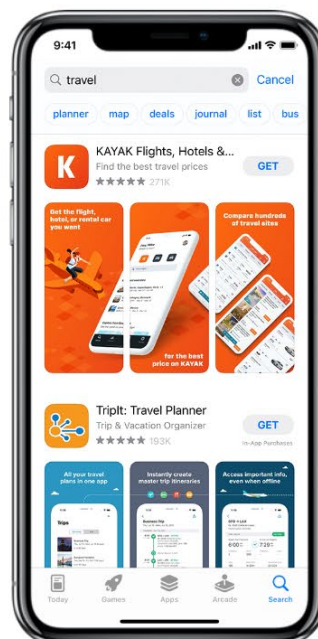 9:41
travel
Cancel
planner
map
deals
journal
list
bus
K
KAYAK Flights, Hotels &...
Find the best travel prices
271K
GET
Get the flight,
hotel, or rental car
you want
for the best
price on KAYAK
Compare hundreds
of travel sites
TripIt: Travel Planner
Trip & Vacation Organizer
193K
GET
In-App Purchases
All your travel
plans in one app
Trips
Instantly create
master trip itineraries
Business Trip
Access important info,
even when offline
Today
Games
Apps
Arcade
Search